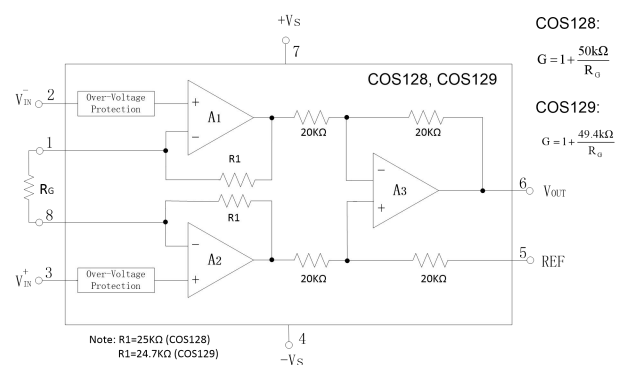 +Vs
7
COS128:
G = 1 + 50kΩ / R_G
COS128, COS129
V⁻IN 2
Over-Voltage
Protection
+
A1
−
20KΩ
20KΩ
COS129:
G = 1 + 49.4kΩ / R_G
1
R1
RG
R1
−
A3
+
6
VOUT
8
−
A2
+
20KΩ
20KΩ
5
REF
V⁺IN 3
Over-Voltage
Protection
4
−Vs
Note: R1=25KΩ (COS128)
R1=24.7KΩ (COS129)